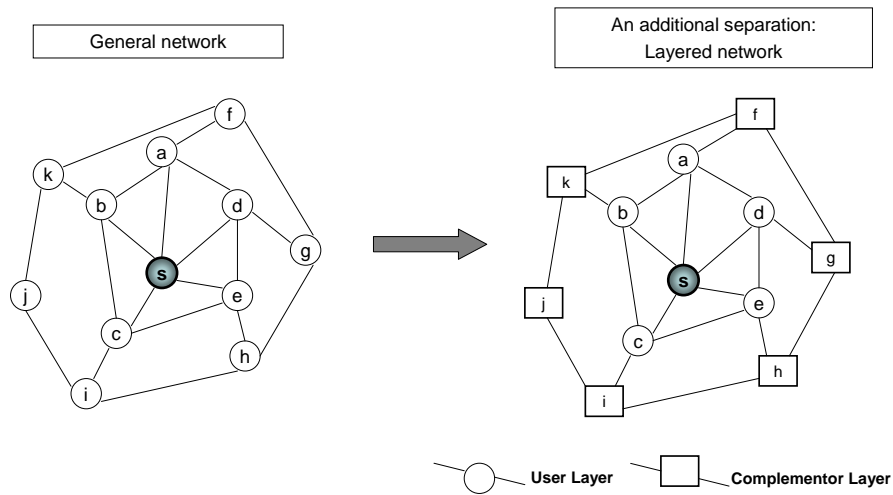 General network
An additional separation:
Layered network
f
a
k
b
d
g
s
j
e
c
h
i
f
a
k
b
d
g
s
j
e
c
h
i
User Layer
Complementor Layer